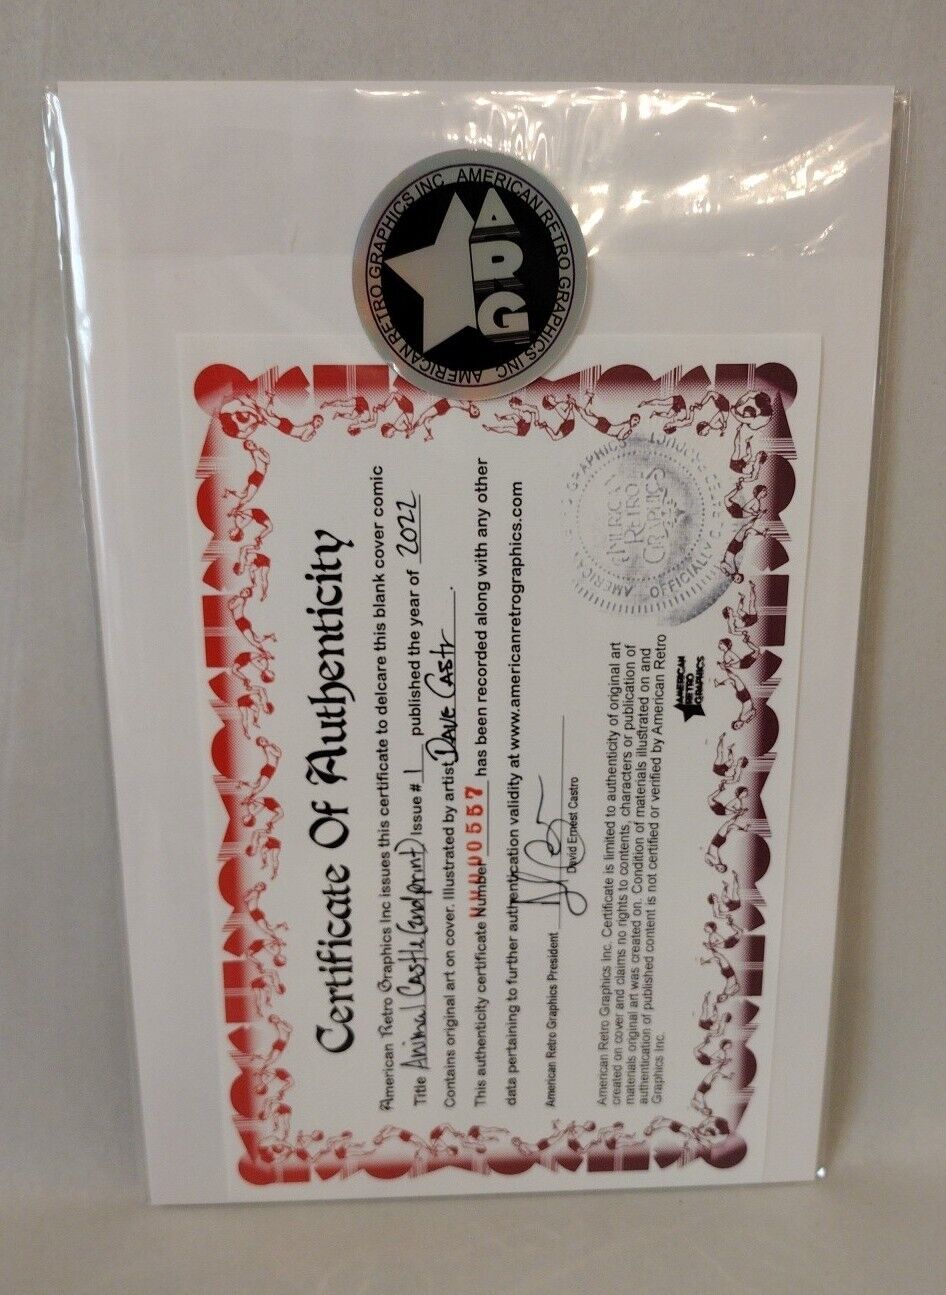 AMERICAN RETRO GRAPHICS INC. AMERICAN RETRO GRAPHICS INC.
ARG
Certificate Of Authenticity
American Retro Graphics Inc issues this certificate to delcare this blank cover comic
Title Animal Castle (2nd print) Issue # 1 published the year of 2022
Contains original art on cover. Illustrated by artist Dave Castr .
This authenticity certificate Number 00557 has been recorded along with any other
data pertaining to further authentication validity at www.americanretrographics.com
American Retro Graphics President
David Ernest Castro
American Retro Graphics Inc. Certificate is limited to authenticity of original art
created on cover and claims no rights to contents, characters or publication of
materials original art was created on. Condition of materials illustrated on and
authentication of published content is not certified or verified by American Retro
Graphics Inc.
AMERICAN
RETRO
GRAPHICS
RETRO
GRAPHICS
OFFICIALLY